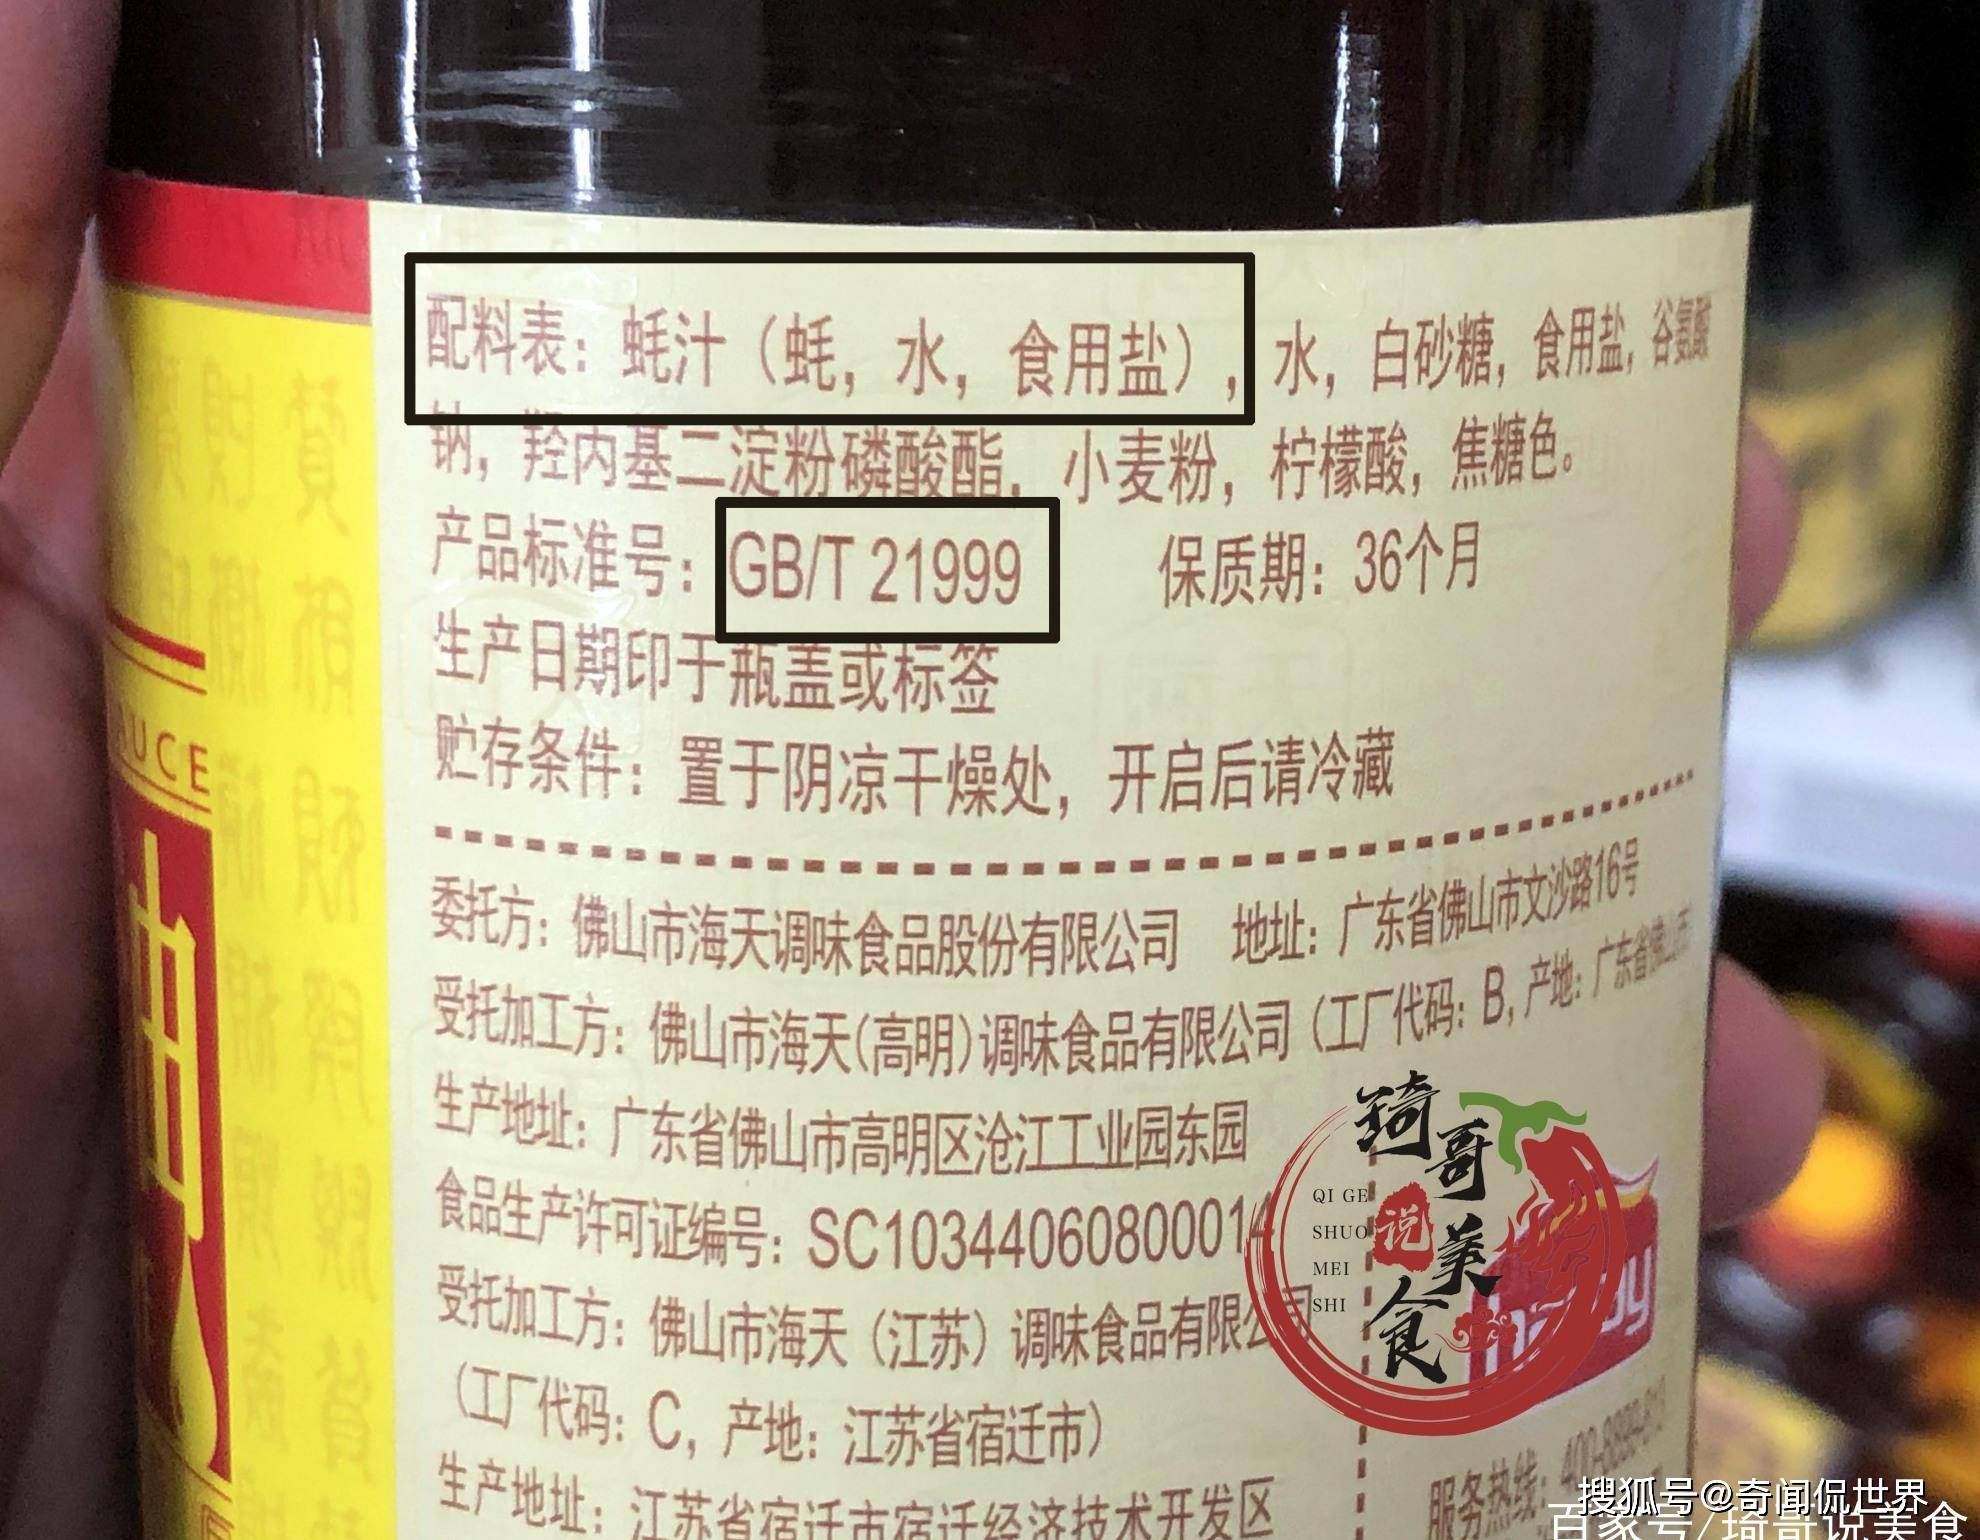 配料表：蚝汁（蚝，水，食用盐），水，白砂糖，食用盐，谷氨酸
钠，羟丙基二淀粉磷酸酯，小麦粉，柠檬酸，焦糖色。
产品标准号：GB/T 21999 保质期：36个月
生产日期印于瓶盖或标签
贮存条件：置于阴凉干燥处，开启后请冷藏
委托方：佛山市海天调味食品股份有限公司 地址：广东省佛山市文沙路16号
受托加工方：佛山市海天(高明)调味食品有限公司（工厂代码：B，产地：广东省佛山市
生产地址：广东省佛山市高明区沧江工业园东园
食品生产许可证编号：SC10344060800014
受托加工方：佛山市海天（江苏）调味食品有限公司
（工厂代码：C，产地：江苏省宿迁市）
生产地址：江苏省宿迁市宿迁经济技术开发区
服务热线：
AUCE
琦哥说美食
QI GE
SHUO
MEI
SHI
搜狐号@奇闻侃世界
百家号/琦哥说美食